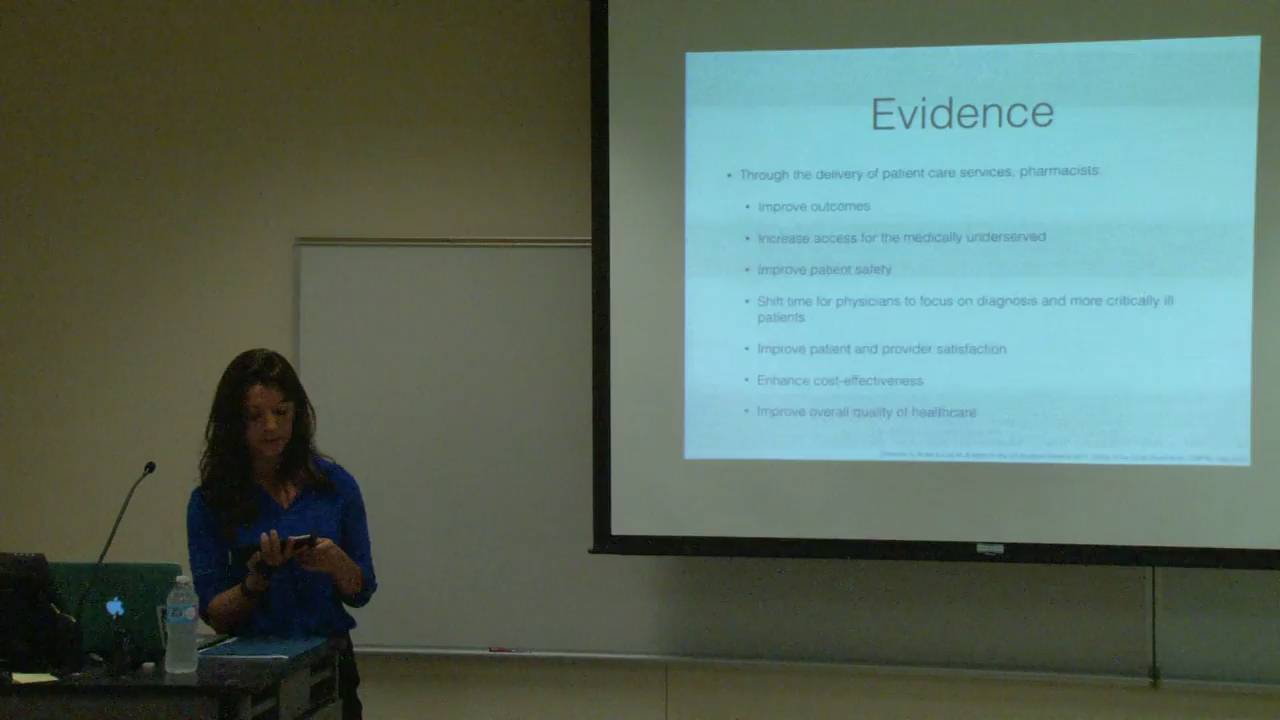 Evidence
• Through the delivery of patient care services, pharmacists:
• Improve outcomes
• Increase access for the medically underserved
• Improve patient safety
• Shift time for physicians to focus on diagnosis and more critically ill
patients
• Improve patient and provider satisfaction
• Enhance cost-effectiveness
• Improve overall quality of healthcare